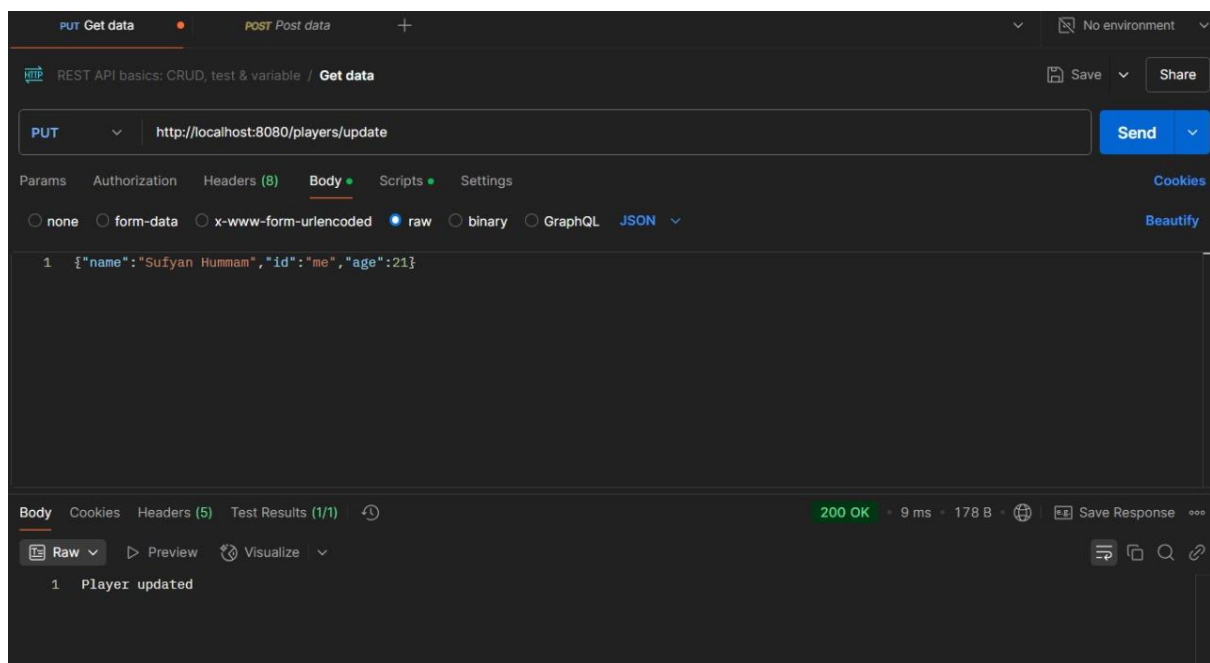 PUT Get data
POST Post data
No environment
HTTP REST API basics: CRUD, test & variable / Get data
Save
Share
PUT http://localhost:8080/players/update
Send
Params Authorization Headers (8) Body Scripts Settings
Cookies
none form-data x-www-form-urlencoded raw binary GraphQL JSON
Beautify
1 {"name":"Sufyan Hummam","id":"me","age":21}
Body Cookies Headers (5) Test Results (1/1)
200 OK 9 ms 178 B
e.g. Save Response
Raw Preview Visualize
1 Player updated